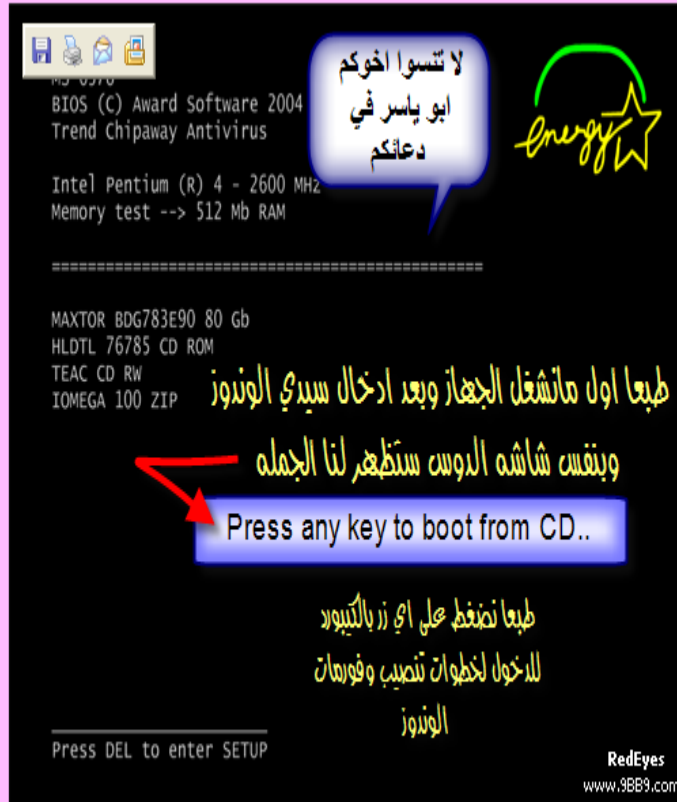 BIOS (C) Award Software 2004
Trend Chipaway Antivirus
Intel Pentium (R) 4 - 2600 MHz
Memory test --> 512 Mb RAM
===============================================
لا تنسوا اخوكم
ابو ياسر في
دعائكم
energy
MAXTOR BDG783E90 80 Gb
HLDTL 76785 CD ROM
TEAC CD RW
IOMEGA 100 ZIP
طبعا اول مانشغل الجهاز وبعد ادخال سيدي الوندوز
وبنفس شاشه الدوس ستظهر لنا الجمله
Press any key to boot from CD..
طبعا نضغط على اي زر بالكيبورد
للدخول لخطوات تنصيب وفورمات
الوندوز
Press DEL to enter SETUP
RedEyes
www.9BB9.com